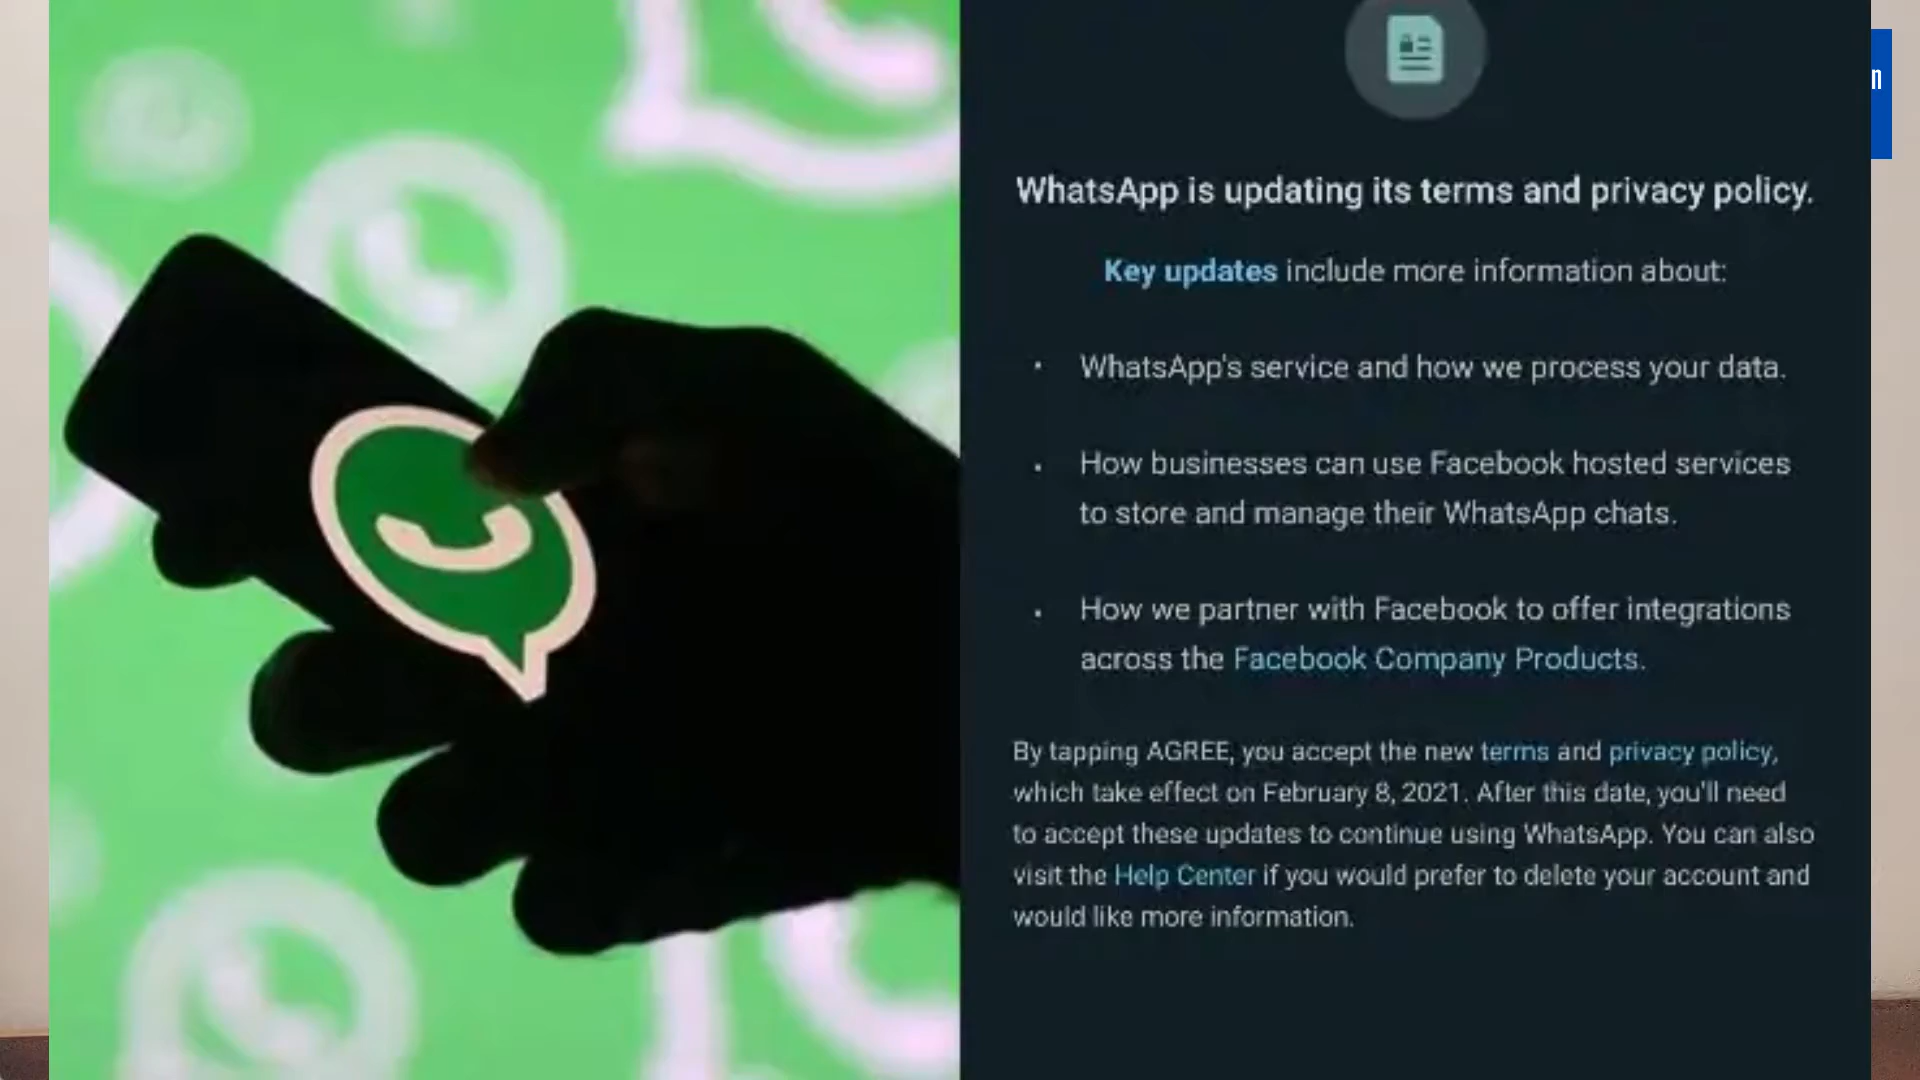 WhatsApp is updating its terms and privacy policy.
Key updates include more information about:
· WhatsApp's service and how we process your data.
· How businesses can use Facebook hosted services
to store and manage their WhatsApp chats.
· How we partner with Facebook to offer integrations
across the Facebook Company Products.
By tapping AGREE, you accept the new terms and privacy policy,
which take effect on February 8, 2021. After this date, you'll need
to accept these updates to continue using WhatsApp. You can also
visit the Help Center if you would prefer to delete your account and
would like more information.